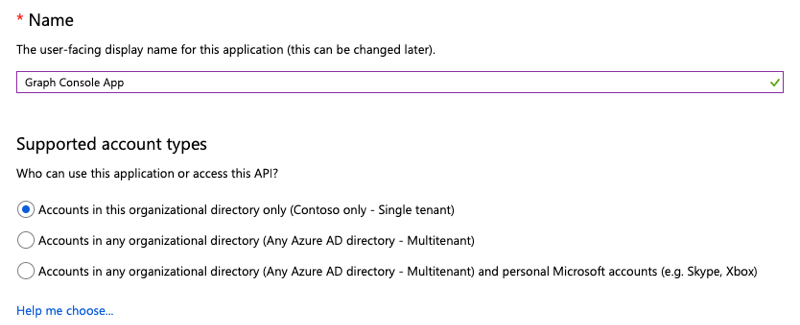 * Name
The user-facing display name for this application (this can be changed later).
Graph Console App
Supported account types
Who can use this application or access this API?
Accounts in this organizational directory only (Contoso only - Single tenant)
Accounts in any organizational directory (Any Azure AD directory - Multitenant)
Accounts in any organizational directory (Any Azure AD directory - Multitenant) and personal Microsoft accounts (e.g. Skype, Xbox)
Help me choose...